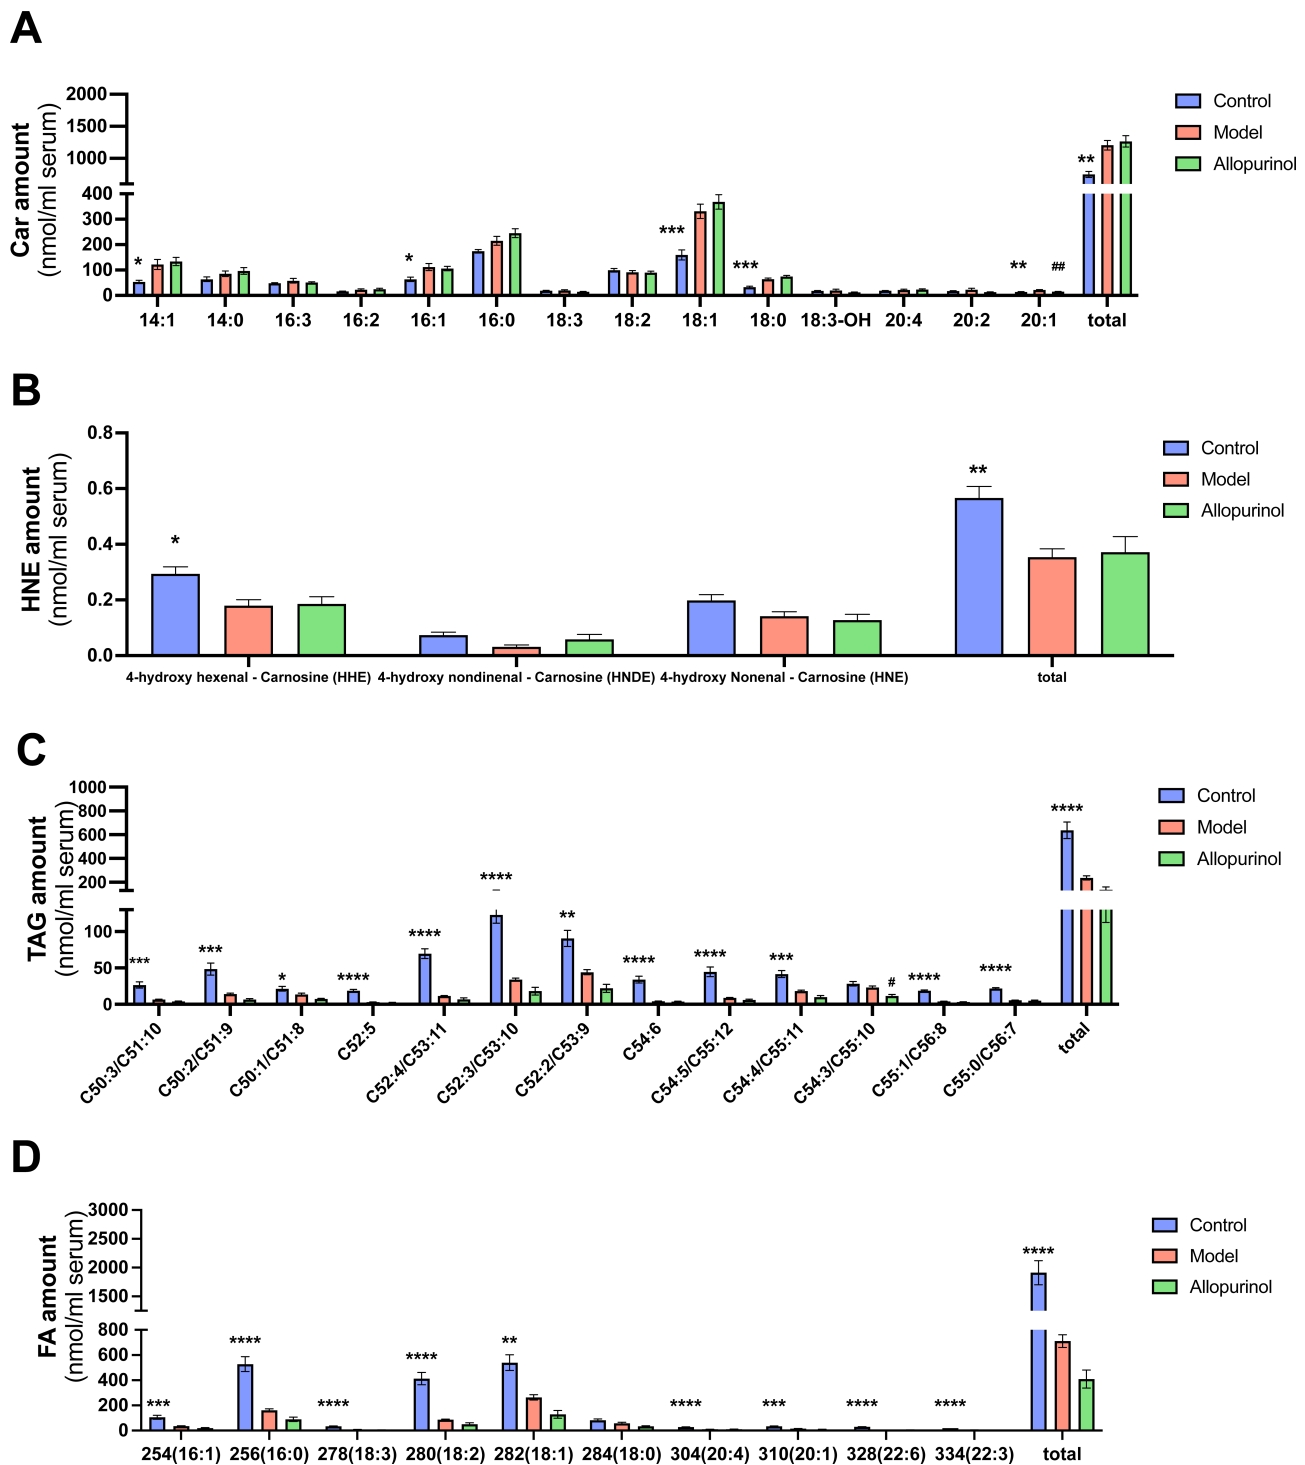 A
Car amount
(nmol/ml serum)
2000
1500
1000
400
300
200
100
0
* * *** *** ** ## **
14:1 14:0 16:3 16:2 16:1 16:0 18:3 18:2 18:1 18:0 18:3-OH 20:4 20:2 20:1 total
Control
Model
Allopurinol
B
HNE amount
(nmol/ml serum)
0.8
0.6
0.4
0.2
0.0
* **
4-hydroxy hexenal - Carnosine (HHE) 4-hydroxy nondinenal - Carnosine (HNDE) 4-hydroxy Nonenal - Carnosine (HNE) total
Control
Model
Allopurinol
C
TAG amount
(nmol/ml serum)
1000
800
600
400
200
100
50
0
*** *** * **** **** **** ** **** **** *** # **** **** ****
C50:3/C51:10
C50:2/C51:9
C50:1/C51:8
C52:5
C52:4/C53:11
C52:3/C53:10
C52:2/C53:9
C54:6
C54:5/C55:12
C54:4/C55:11
C54:3/C55:10
C55:1/C56:8
C55:0/C56:7
total
Control
Model
Allopurinol
D
FA amount
(nmol/ml serum)
3000
2500
2000
1500
800
600
400
200
0
*** **** **** **** ** **** *** **** **** ****
254(16:1) 256(16:0) 278(18:3) 280(18:2) 282(18:1) 284(18:0) 304(20:4) 310(20:1) 328(22:6) 334(22:3) total
Control
Model
Allopurinol